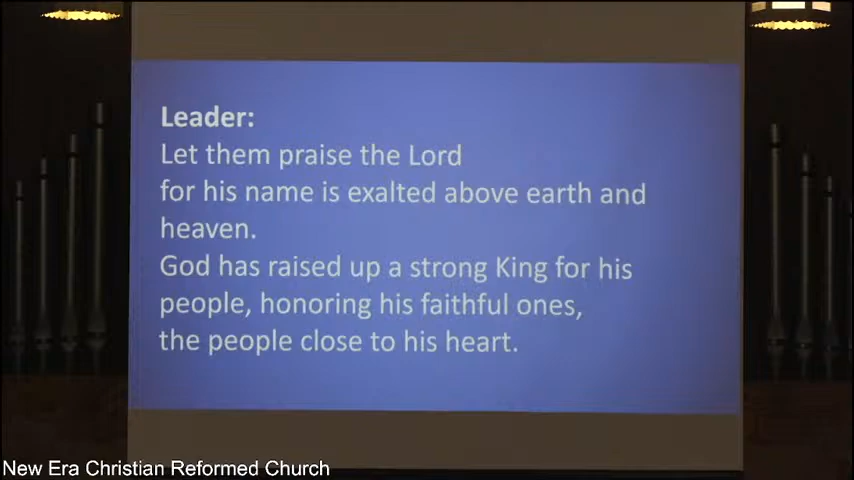 Leader:
Let them praise the Lord
for his name is exalted above earth and
heaven.
God has raised up a strong King for his
people, honoring his faithful ones,
the people close to his heart.
New Era Christian Reformed Church